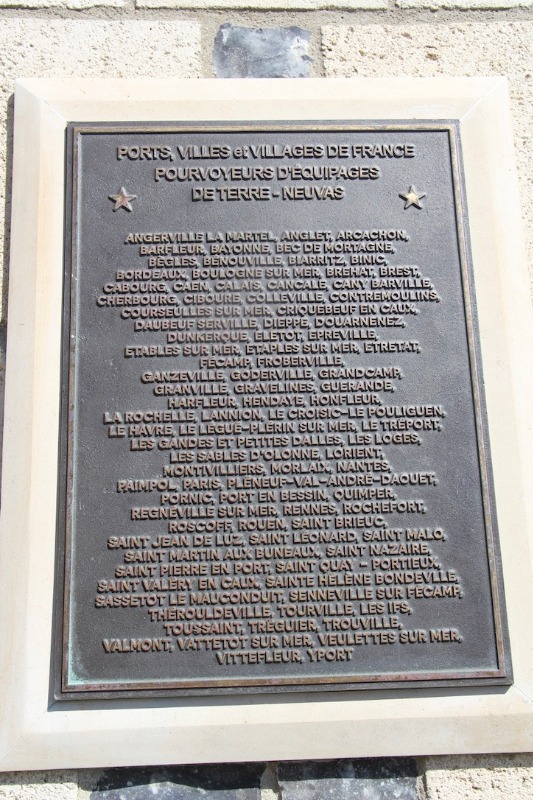 PORTS, VILLES et VILLAGES DE FRANCE
POURVOYEURS D'ÉQUIPAGES
DE TERRE - NEUVAS
ANGERVILLE LA MARTEL, ANGLET, ARCACHON,
BARFLEUR, BAYONNE, BEC DE MORTAGNE,
BÈGLES, BÉNOUVILLE, BIARRITZ, BINIC,
BORDEAUX, BOULOGNE SUR MER, BRÉHAT, BREST,
CABOURG, CAEN, CALAIS, CANCALE, CANY BARVILLE,
CHERBOURG, CIBOURE, COLLEVILLE, CONTREMOULINS,
COURSEULLES SUR MER, CRIQUEBEUF EN CAUX,
DAUBEUF SERVILLE, DIEPPE, DOUARNENEZ,
DUNKERQUE, ELETOT, EPREVILLE,
ETABLES SUR MER, ETAPLES SUR MER, ETRETAT,
FÉCAMP, FROBERVILLE,
GANZEVILLE, GODERVILLE, GRANDCAMP,
GRANVILLE, GRAVELINES, GUERANDE,
HARFLEUR, HENDAYE, HONFLEUR,
LA ROCHELLE, LANNION, LE CROISIC-LE POULIGUEN,
LE HAVRE, LE LÉGUÉ-PLÉRIN SUR MER, LE TRÉPORT,
LES GANDES ET PETITES DALLES, LES LOGES,
LES SABLES D'OLONNE, LORIENT,
MONTIVILLIERS, MORLAIX, NANTES,
PAIMPOL, PARIS, PLÉNEUF-VAL-ANDRÉ-DAOUET,
PORNIC, PORT EN BESSIN, QUIMPER,
REGNEVILLE SUR MER, RENNES, ROCHEFORT,
ROSCOFF, ROUEN, SAINT BRIEUC,
SAINT JEAN DE LUZ, SAINT LÉONARD, SAINT MALO,
SAINT MARTIN AUX BUNEAUX, SAINT NAZAIRE,
SAINT PIERRE EN PORT, SAINT QUAY - PORTIEUX,
SAINT VALERY EN CAUX, SAINTE HÉLÈNE BONDEVLLE,
SASSETOT LE MAUCONDUIT, SENNEVILLE SUR FÉCAMP,
THÉROULDEVILLE, TOURVILLE, LES IFS,
TOUSSAINT, TRÉGUIER, TROUVILLE,
VALMONT, VATTETOT SUR MER, VEULETTES SUR MER,
VITTEFLEUR, YPORT